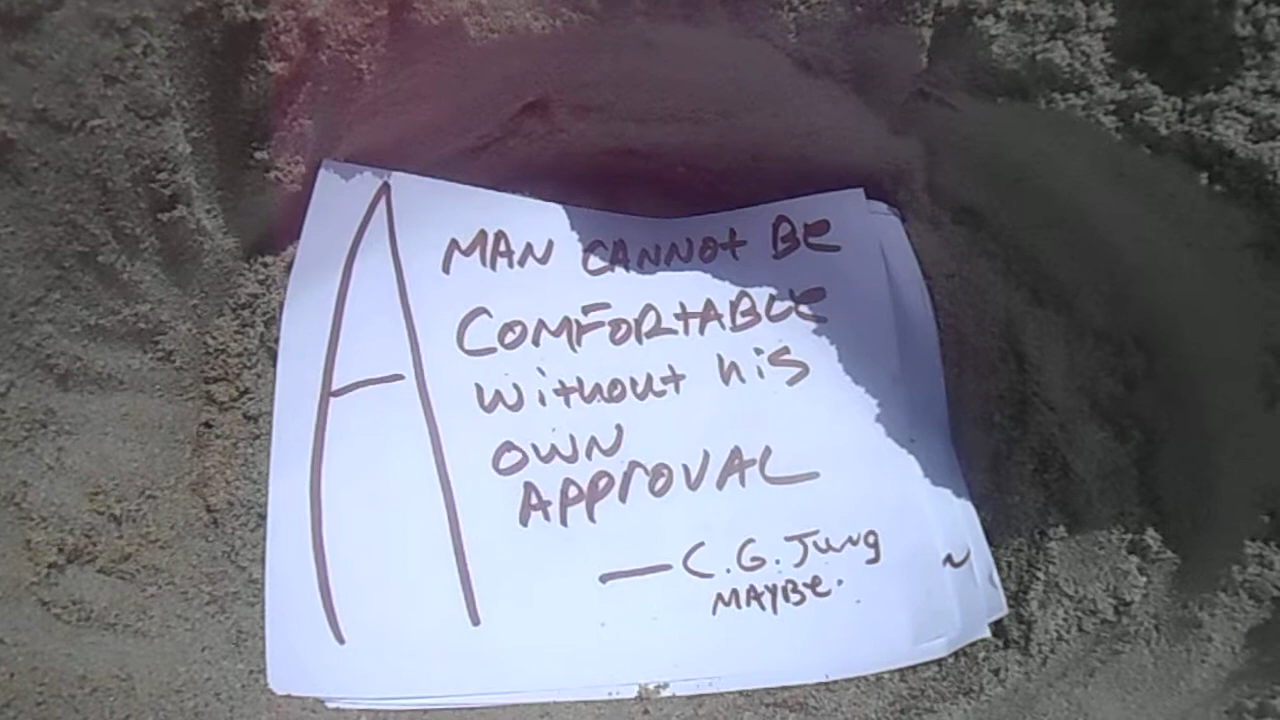 A MAN CANNOt Be
COMFORtABLe
without his
OWN
APPrOVAL
— C.G. Jung
MAYBe.
~